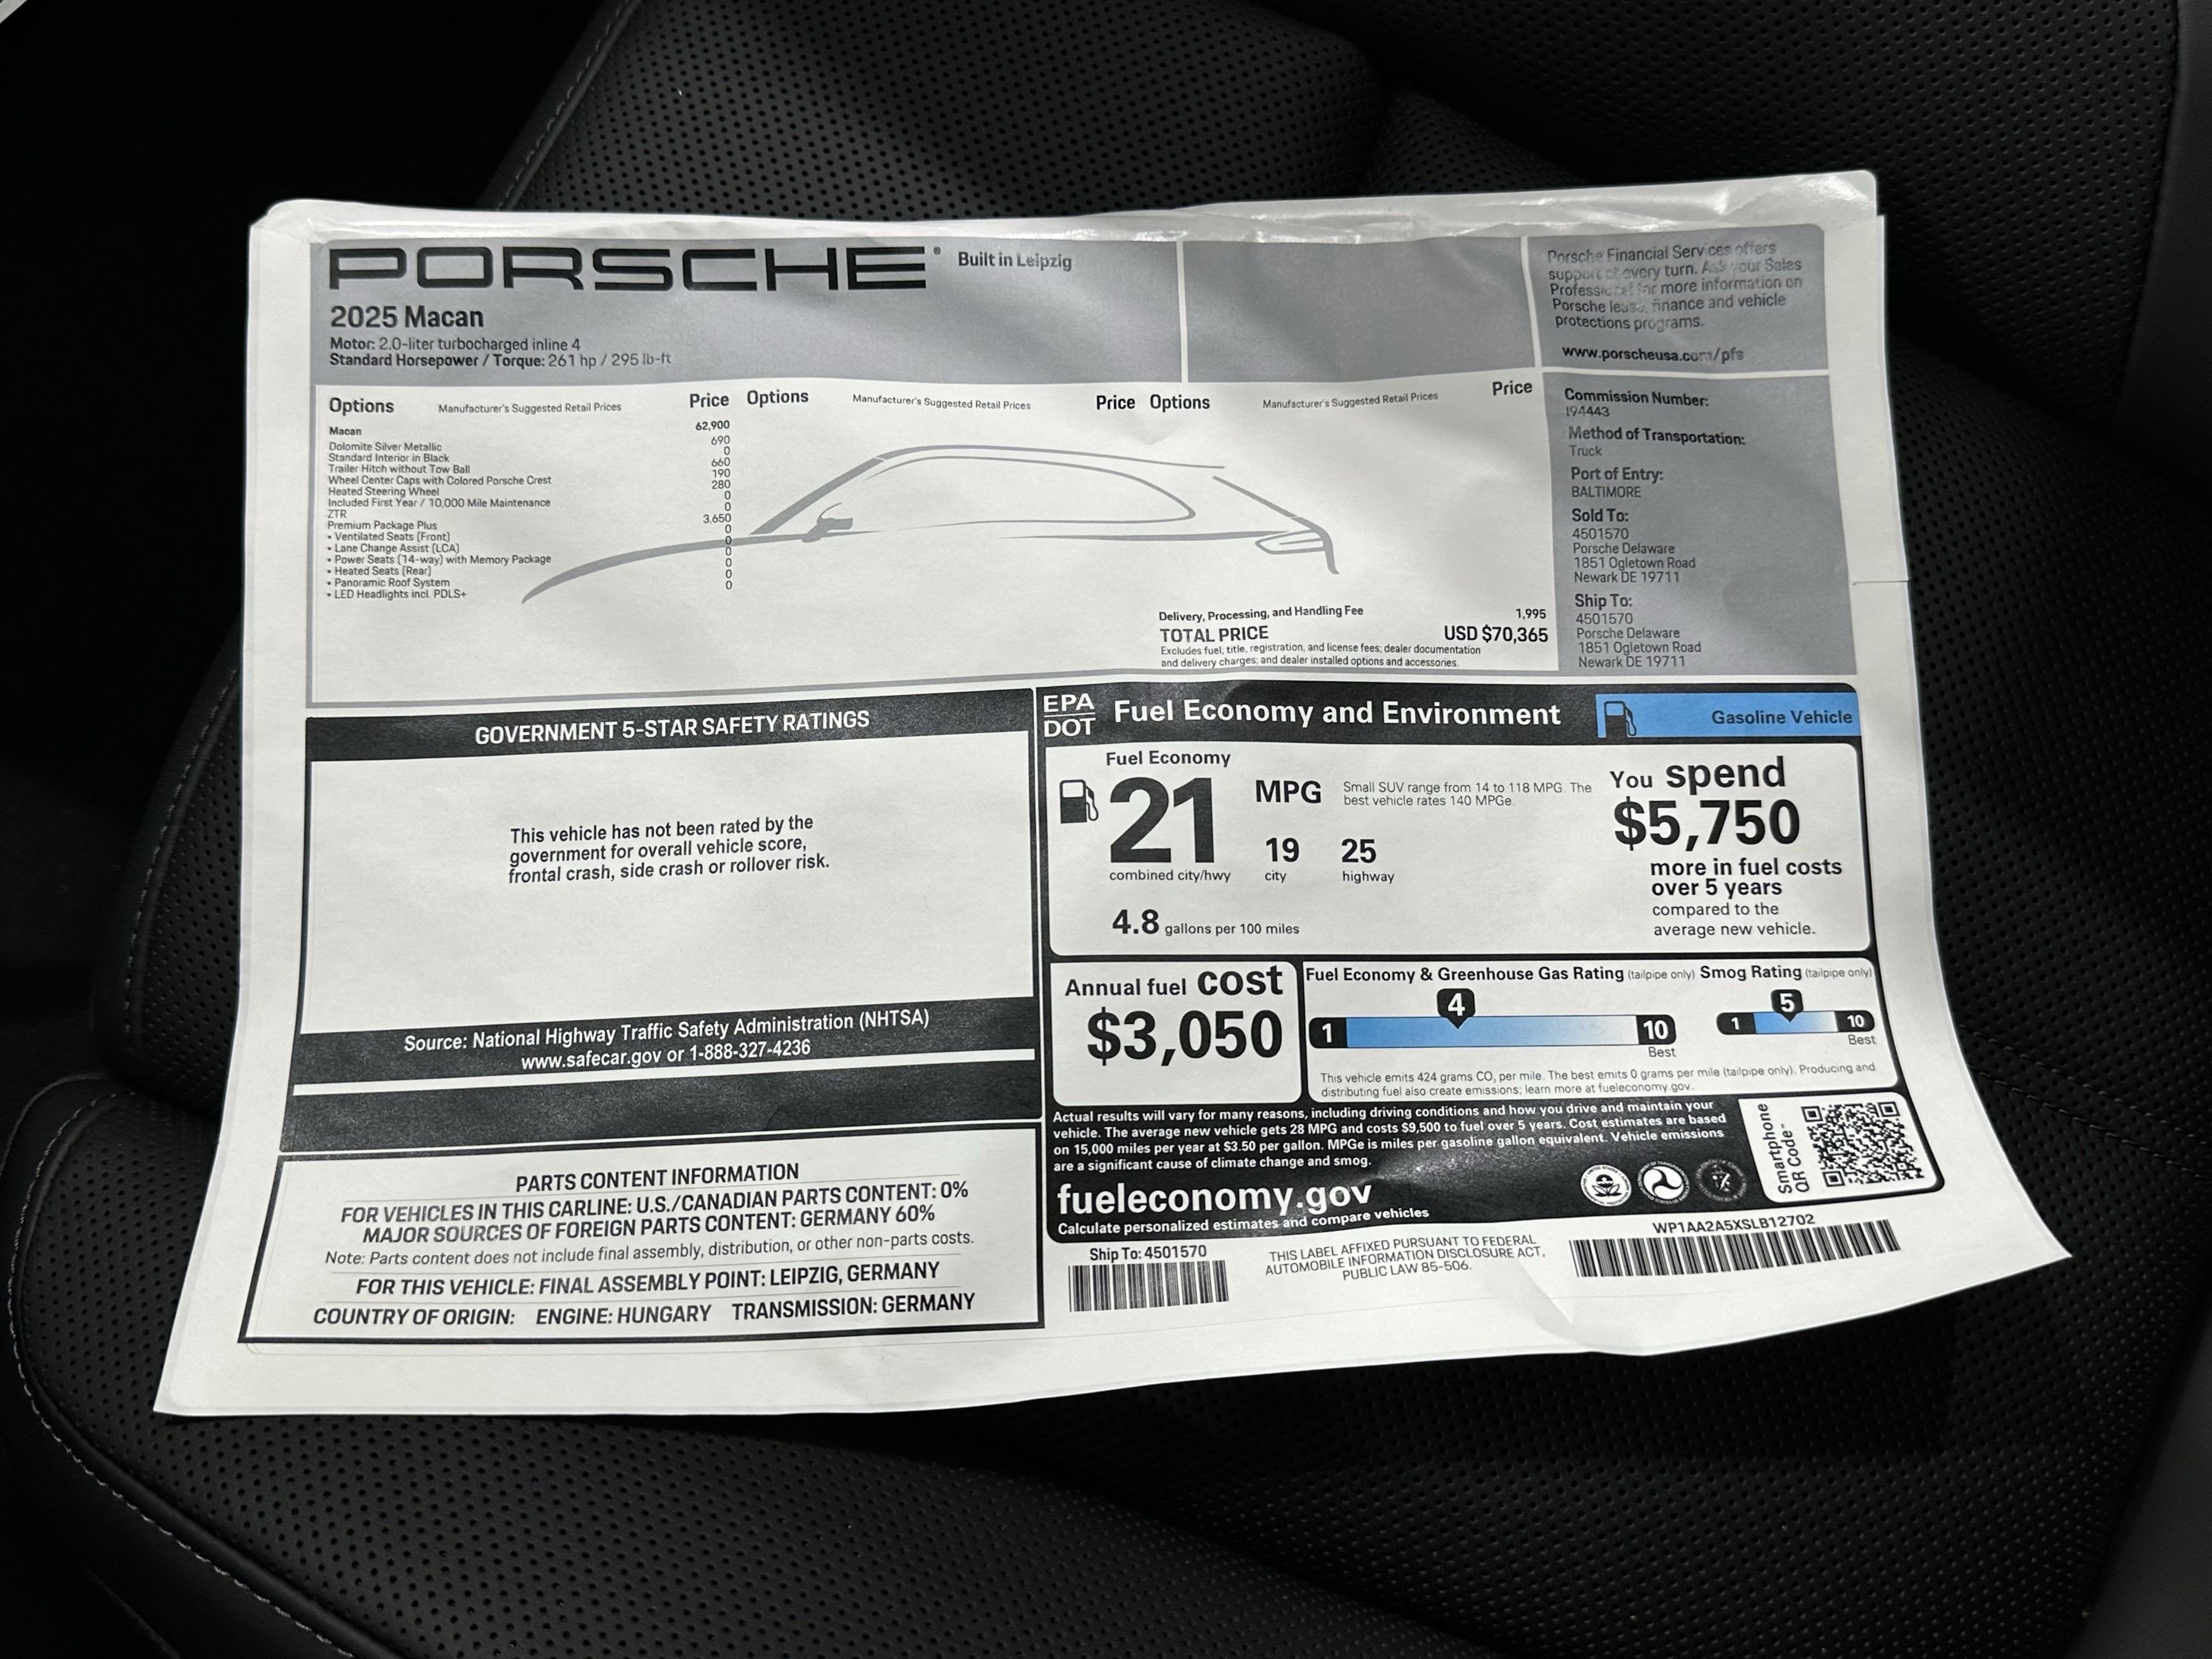 PORSCHE® Built in Leipzig
2025 Macan
Motor: 2.0-liter turbocharged inline 4
Standard Horsepower / Torque: 261 hp / 295 lb-ft
Porsche Financial Services offers
support at every turn. Ask your Sales
Professional for more information on
Porsche lease, finance and vehicle
protections programs.
www.porscheusa.com/pfs
Options Manufacturer's Suggested Retail Prices Price Options Manufacturer's Suggested Retail Prices Price Options Manufacturer's Suggested Retail Prices Price
Macan 62,900
Dolomite Silver Metallic 690
Standard Interior in Black 0
Trailer Hitch without Tow Ball 660
Wheel Center Caps with Colored Porsche Crest 190
Heated Steering Wheel 280
Included First Year / 10,000 Mile Maintenance 0
ZTR 0
Premium Package Plus 3,650
• Ventilated Seats (Front) 0
• Lane Change Assist (LCA) 0
• Power Seats (14-way) with Memory Package 0
• Heated Seats (Rear) 0
• Panoramic Roof System 0
• LED Headlights incl. PDLS+ 0
Delivery, Processing, and Handling Fee 1,995
TOTAL PRICE USD $70,365
Excludes fuel, title, registration, and license fees; dealer documentation
and delivery charges; and dealer installed options and accessories.
Commission Number:
194443
Method of Transportation:
Truck
Port of Entry:
BALTIMORE
Sold To:
4501570
Porsche Delaware
1851 Ogletown Road
Newark DE 19711
Ship To:
4501570
Porsche Delaware
1851 Ogletown Road
Newark DE 19711
GOVERNMENT 5-STAR SAFETY RATINGS
This vehicle has not been rated by the
government for overall vehicle score,
frontal crash, side crash or rollover risk.
Source: National Highway Traffic Safety Administration (NHTSA)
www.safecar.gov or 1-888-327-4236
PARTS CONTENT INFORMATION
FOR VEHICLES IN THIS CARLINE: U.S./CANADIAN PARTS CONTENT: 0%
MAJOR SOURCES OF FOREIGN PARTS CONTENT: GERMANY 60%
Note: Parts content does not include final assembly, distribution, or other non-parts costs.
FOR THIS VEHICLE: FINAL ASSEMBLY POINT: LEIPZIG, GERMANY
COUNTRY OF ORIGIN: ENGINE: HUNGARY TRANSMISSION: GERMANY
EPA
DOT
Fuel Economy and Environment
Gasoline Vehicle
Fuel Economy
21 MPG
Small SUV range from 14 to 118 MPG. The
best vehicle rates 140 MPGe.
19 25
combined city/hwy city highway
4.8 gallons per 100 miles
You spend
$5,750
more in fuel costs
over 5 years
compared to the
average new vehicle.
Annual fuel cost
$3,050
Fuel Economy & Greenhouse Gas Rating (tailpipe only) Smog Rating (tailpipe only)
4 5
1 10 1 10
Best Best
This vehicle emits 424 grams CO₂ per mile. The best emits 0 grams per mile (tailpipe only). Producing and
distributing fuel also create emissions; learn more at fueleconomy.gov.
Actual results will vary for many reasons, including driving conditions and how you drive and maintain your
vehicle. The average new vehicle gets 28 MPG and costs $9,500 to fuel over 5 years. Cost estimates are based
on 15,000 miles per year at $3.50 per gallon. MPGe is miles per gasoline gallon equivalent. Vehicle emissions
are a significant cause of climate change and smog.
fueleconomy.gov
Calculate personalized estimates and compare vehicles
Smartphone
QR Code™
Ship To: 4501570
THIS LABEL AFFIXED PURSUANT TO FEDERAL
AUTOMOBILE INFORMATION DISCLOSURE ACT,
PUBLIC LAW 85-506.
WP1AA2A5XSLB12702